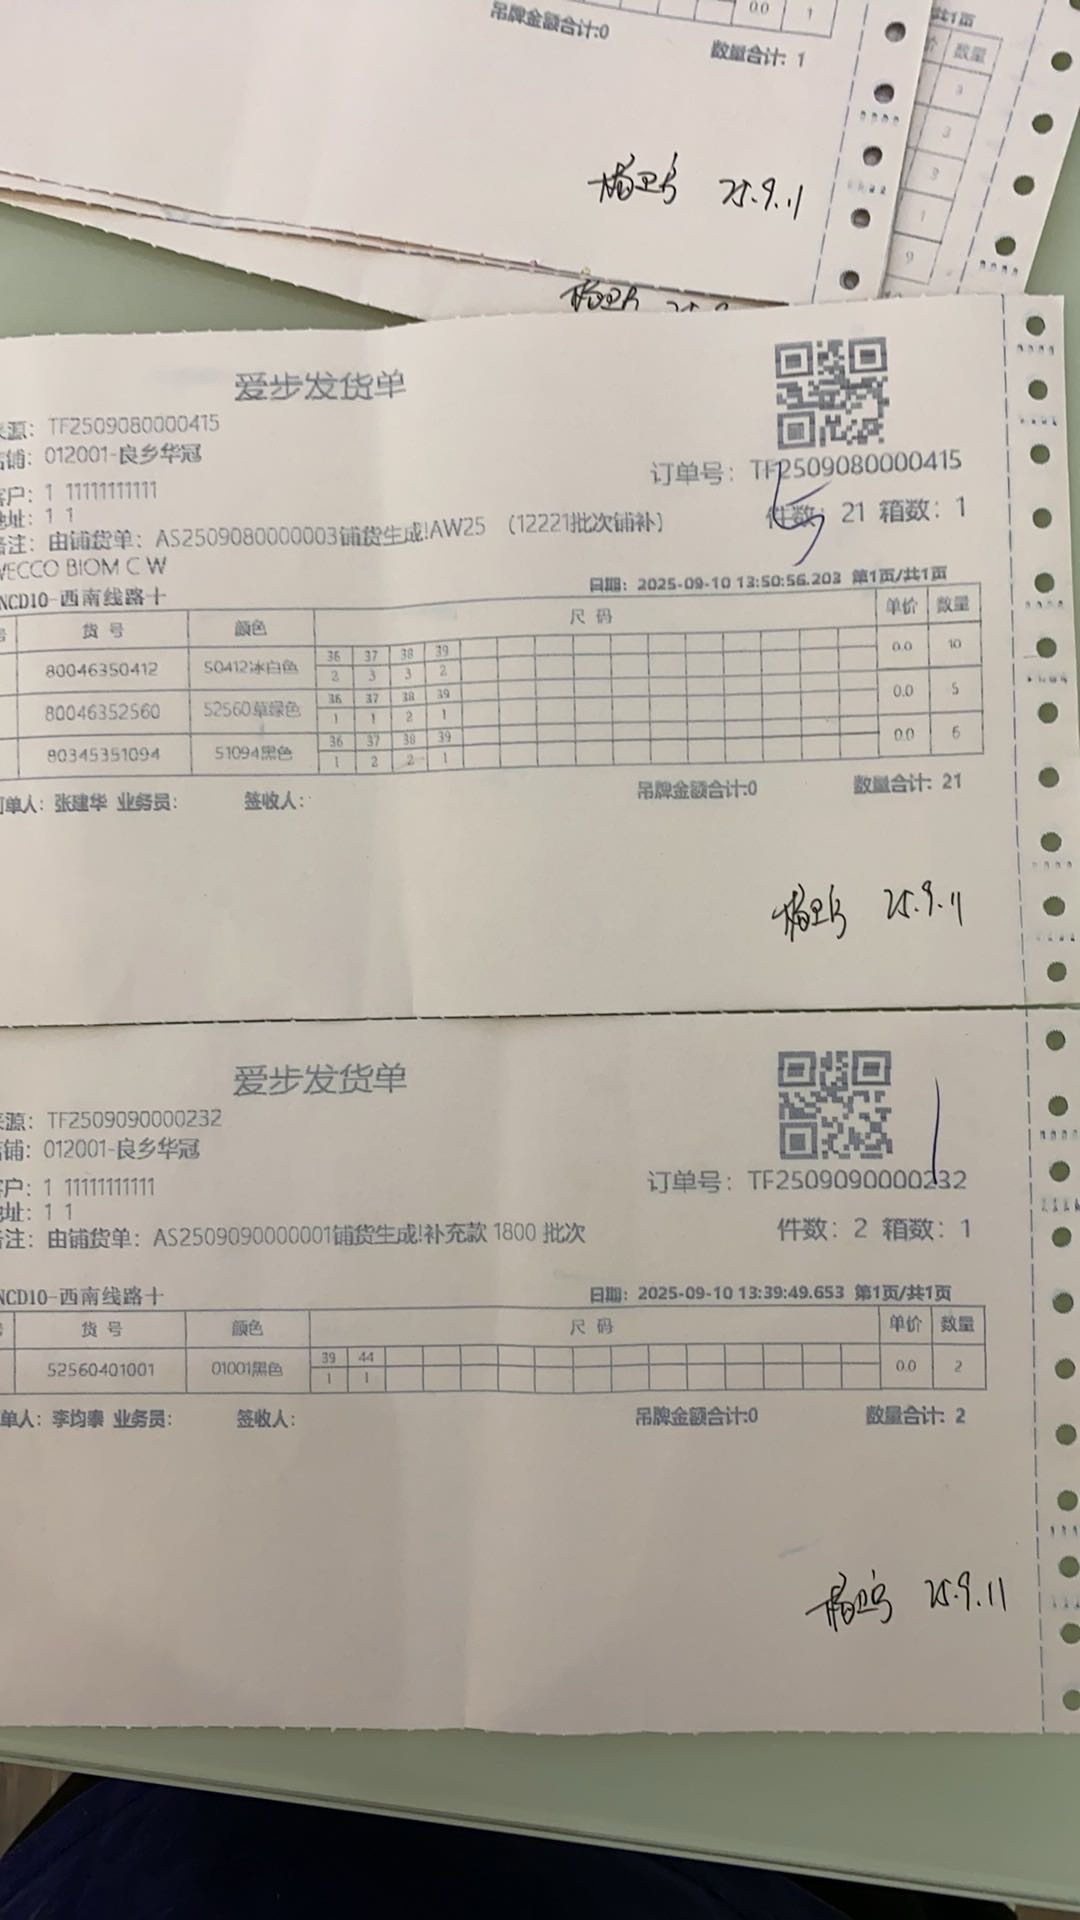 00 1
吊牌金额合计:0
数量合计: 1
25.9.11
共1页
价 数量
3
3
3
1
9
爱步发货单
来源: TF2509080000415
店铺: 012001-良乡华冠
客户: 1 11111111111
地址: 1 1
订单号: TF2509080000415
件数: 21 箱数: 1
备注: 由铺货单: AS2509080000003铺货生成!AW25 (12221批次铺补)
WECCO BIOM C W
NCD10-西南线路十
日期: 2025-09-10 13:50:56.203 第1页/共1页
号 货 号 颜色 尺 码 单价 数量
80046350412 50412冰白色 36 37 38 39 0.0 10
2 3 3 2
80046352560 52560草绿色 36 37 38 39 0.0 5
1 1 2 1
80345351094 51094黑色 36 37 38 39 0.0 6
1 2 2 1
订单人: 张建华 业务员: 签收人:
吊牌金额合计:0
数量合计: 21
25.9.11
爱步发货单
来源: TF2509090000232
店铺: 012001-良乡华冠
客户: 1 11111111111
地址: 1 1
订单号: TF2509090000232
件数: 2 箱数: 1
备注: 由铺货单: AS2509090000001铺货生成!补充款 1800 批次
NCD10-西南线路十
日期: 2025-09-10 13:39:49.653 第1页/共1页
号 货 号 颜色 尺 码 单价 数量
52560401001 01001黑色 39 44 0.0 2
1 1
单人: 李均泰 业务员: 签收人:
吊牌金额合计:0
数量合计: 2
25.9.11